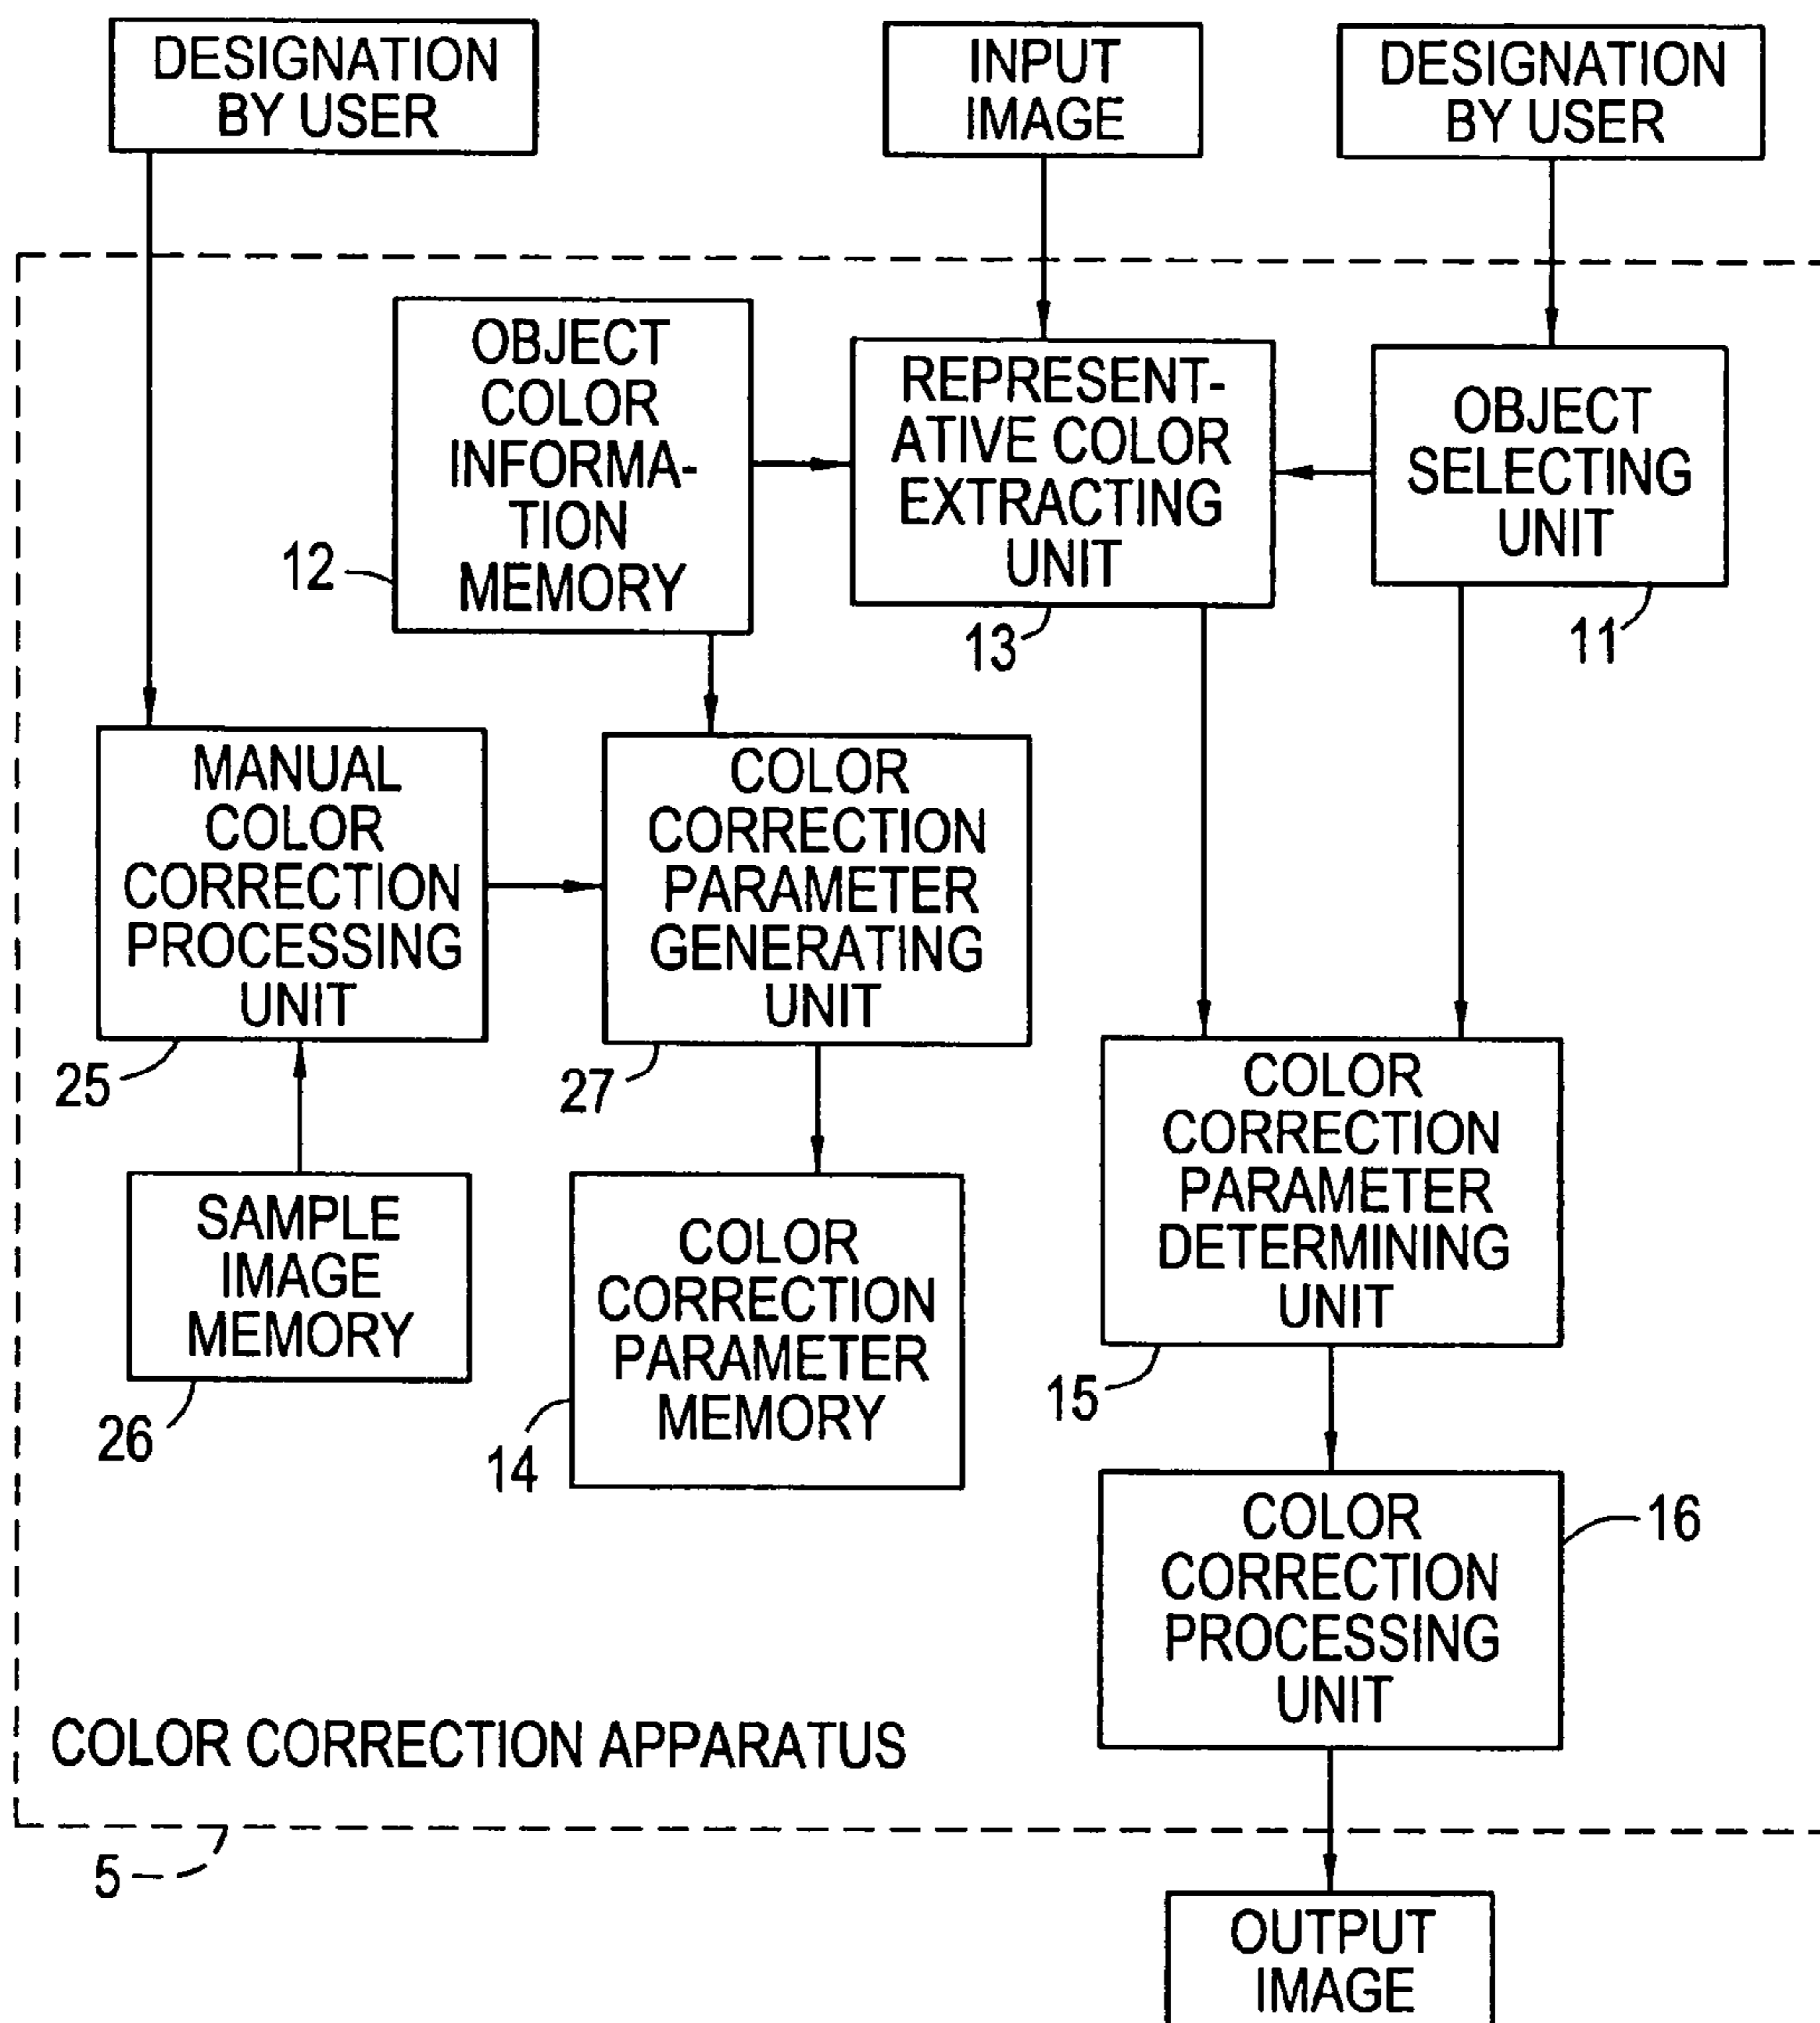 DESIGNATION
BY USER
INPUT
IMAGE
DESIGNATION
BY USER
OBJECT
COLOR
INFORMA-
TION
MEMORY
12
REPRESENT-
ATIVE COLOR
EXTRACTING
UNIT
13
OBJECT
SELECTING
UNIT
11
MANUAL
COLOR
CORRECTION
PROCESSING
UNIT
25
COLOR
CORRECTION
PARAMETER
GENERATING
UNIT
27
COLOR
CORRECTION
PARAMETER
DETERMINING
UNIT
15
SAMPLE
IMAGE
MEMORY
26
COLOR
CORRECTION
PARAMETER
MEMORY
14
COLOR
CORRECTION
PROCESSING
UNIT
16
COLOR CORRECTION APPARATUS
5
OUTPUT
IMAGE